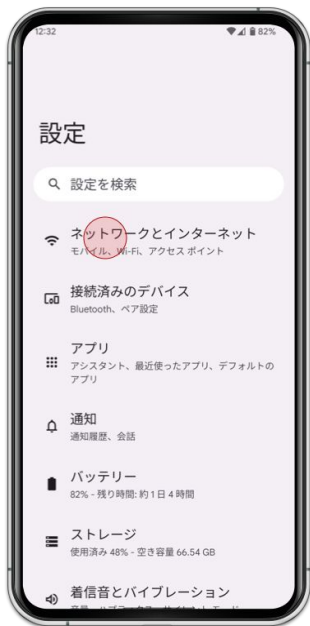 12:32 82%
設定
設定を検索
ネットワークとインターネット
モバイル、Wi-Fi、アクセス ポイント
接続済みのデバイス
Bluetooth、ペア設定
アプリ
アシスタント、最近使ったアプリ、デフォルトの
アプリ
通知
通知履歴、会話
バッテリー
82% - 残り時間: 約 1 日 4 時間
ストレージ
使用済み 48% - 空き容量 66.54 GB
着信音とバイブレーション